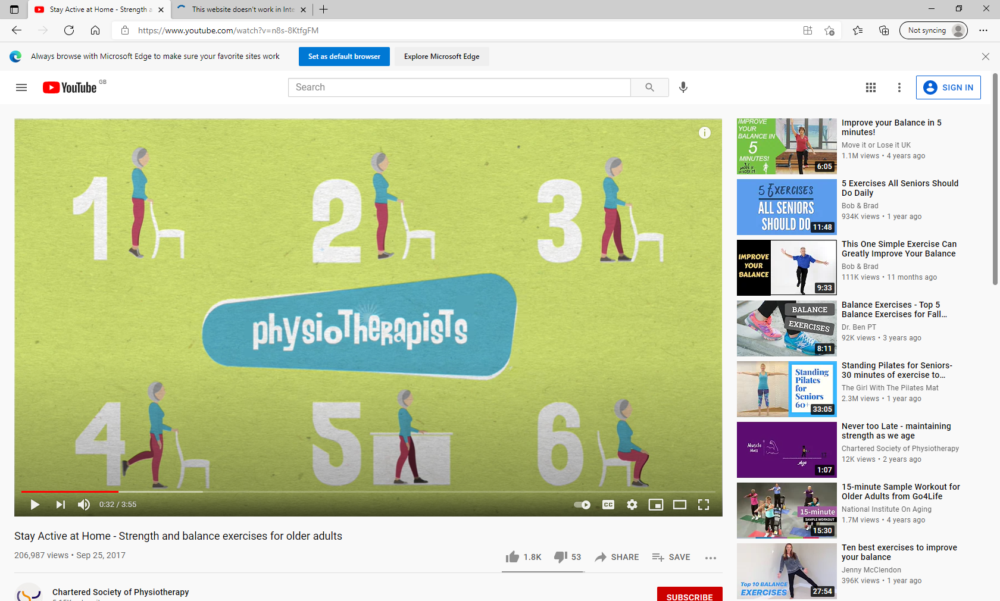 Stay Active at Home - Strength a
This website doesn't work in Inte
https://www.youtube.com/watch?v=n8s-8KtfgFM
Not syncing
Always browse with Microsoft Edge to make sure your favorite sites work
Set as default browser
Explore Microsoft Edge
YouTube GB
Search
SIGN IN
1
2
3
physioTherapists
4
5
6
0:32 / 3:55
CC
Stay Active at Home - Strength and balance exercises for older adults
206,987 views • Sep 25, 2017
1.8K
53
SHARE
SAVE
Chartered Society of Physiotherapy
SUBSCRIBE
IMPROVE
YOUR
BALANCE IN
5
MINUTES!
6:05
Improve your Balance in 5
minutes!
Move it or Lose it UK
1.1M views • 4 years ago
5 EXERCISES
ALL SENIORS
SHOULD DO
11:48
5 Exercises All Seniors Should
Do Daily
Bob & Brad
934K views • 1 year ago
IMPROVE
YOUR
BALANCE
9:33
This One Simple Exercise Can
Greatly Improve Your Balance
Bob & Brad
111K views • 11 months ago
BALANCE
EXERCISES
8:11
Balance Exercises - Top 5
Balance Exercises for Fall...
Dr. Ben PT
92K views • 3 years ago
Standing
Pilates
for
Seniors
60+
33:05
Standing Pilates for Seniors-
30 minutes of exercise to...
The Girl With The Pilates Mat
2.3M views • 1 year ago
Muscle
Mass
Age
1:07
Never too Late - maintaining
strength as we age
Chartered Society of Physiotherapy
12K views • 2 years ago
15-minute
SAMPLE WORKOUT
15:30
15-minute Sample Workout for
Older Adults from Go4Life
National Institute On Aging
1.7M views • 4 years ago
Top 10 BALANCE
EXERCISES
27:54
Ten best exercises to improve
your balance
Jenny McClendon
396K views • 1 year ago